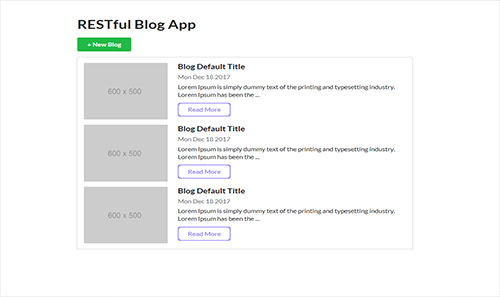 RESTful Blog App
+ New Blog
600 x 500
Blog Default Title
Mon Dec 18 2017
Lorem Ipsum is simply dummy text of the printing and typesetting industry.
Lorem Ipsum has been the ...
Read More
600 x 500
Blog Default Title
Mon Dec 18 2017
Lorem Ipsum is simply dummy text of the printing and typesetting industry.
Lorem Ipsum has been the ...
Read More
600 x 500
Blog Default Title
Mon Dec 18 2017
Lorem Ipsum is simply dummy text of the printing and typesetting industry.
Lorem Ipsum has been the ...
Read More